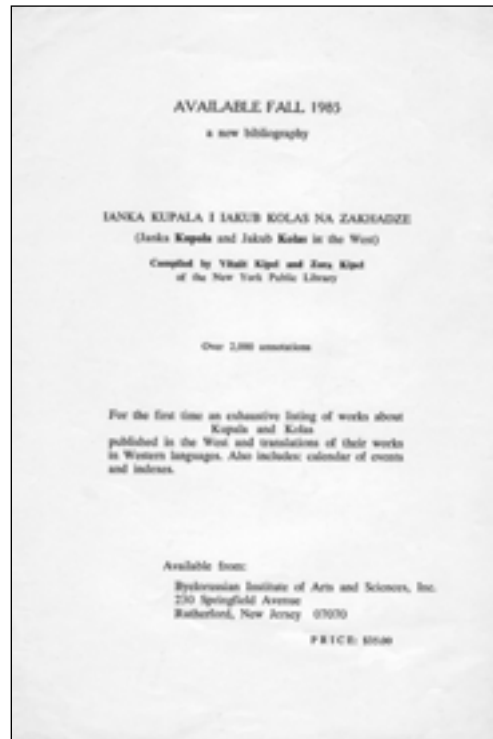 AVAILABLE FALL 1985
a new bibliography
IANKA KUPALA I IAKUB KOLAS NA ZAKHADZE
(Janka Kupala and Jakub Kolas in the West)
Compiled by Vitaut Kipel and Zora Kipel
of the New York Public Library
Over 2,000 annotations
For the first time an exhaustive listing of works about
Kupala and Kolas
published in the West and translations of their works
in Western languages. Also includes: calendar of events
and indexes.
Available from:
Byelorussian Institute of Arts and Sciences, Inc.
230 Springfield Avenue
Rutherford, New Jersey 07070
PRICE: